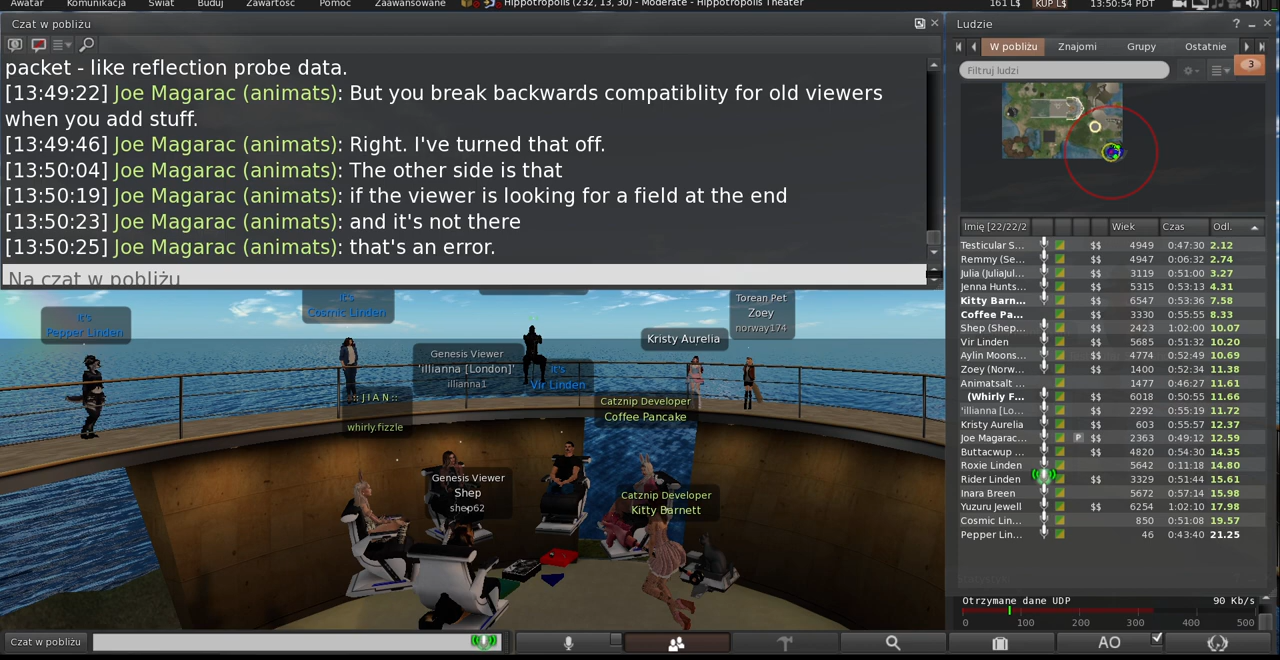 Awatar Komunikacja Świat Buduj Zawartość Pomoc Zaawansowane Hippotropolis (232, 13, 30) - Moderate - Hippotropolis Theater 161 L$ KUP L$ 13:50:54 PDT
Czat w pobliżu
packet - like reflection probe data.
[13:49:22] Joe Magarac (animats): But you break backwards compatiblity for old viewers
when you add stuff.
[13:49:46] Joe Magarac (animats): Right. I've turned that off.
[13:50:04] Joe Magarac (animats): The other side is that
[13:50:19] Joe Magarac (animats): if the viewer is looking for a field at the end
[13:50:23] Joe Magarac (animats): and it's not there
[13:50:25] Joe Magarac (animats): that's an error.
Na czat w pobliżu
It's
Pepper Linden
It's
Cosmic Linden
Genesis Viewer
'illianna [London]'
illianna1
It's
Vir Linden
Kristy Aurelia
Torean Pet
Zoey
norway174
:: J I A N ::
whirly.fizzle
Catznip Developer
Coffee Pancake
Genesis Viewer
Shep
shep62
Catznip Developer
Kitty Barnett
Czat w pobliżu
AO
Ludzie
W pobliżu Znajomi Grupy Ostatnie
3
Filtruj ludzi
Imię [22/22/2 Wiek Czas Odl.
Testicular S... $$ 4949 0:47:30 2.12
Remmy (Se... $$ 4947 0:06:32 2.74
Julia (JuliaJul... $$ 3119 0:51:00 3.27
Jenna Hunts... $$ 5315 0:53:13 4.31
Kitty Barn... $$ 6547 0:53:36 7.58
Coffee Pa... $$ 3330 0:55:55 8.33
Shep (Shep... $$ 2423 1:02:00 10.07
Vir Linden $$ 5685 0:51:32 10.20
Aylin Moons... $$ 4774 0:52:49 10.69
Zoey (Norw... $$ 1400 0:52:34 11.38
Animatsalt ... 1477 0:46:27 11.61
(Whirly F... $$ 6018 0:50:55 11.66
'illianna [Lo... $$ 2292 0:55:19 11.72
Kristy Aurelia $$ 603 0:55:57 12.37
Joe Magarac... P $$ 2363 0:49:12 12.59
Buttacwup ... $$ 4820 0:54:30 14.35
Roxie Linden 5642 0:11:18 14.80
Rider Linden $$ 3329 0:51:44 15.61
Inara Breen 5672 0:57:14 15.98
Yuzuru Jewell $$ 6254 1:02:10 17.98
Cosmic Lin... 850 0:51:08 19.57
Pepper Lin... 46 0:43:40 21.25
Otrzymane dane UDP 90 Kb/s
0 100 200 300 400 500